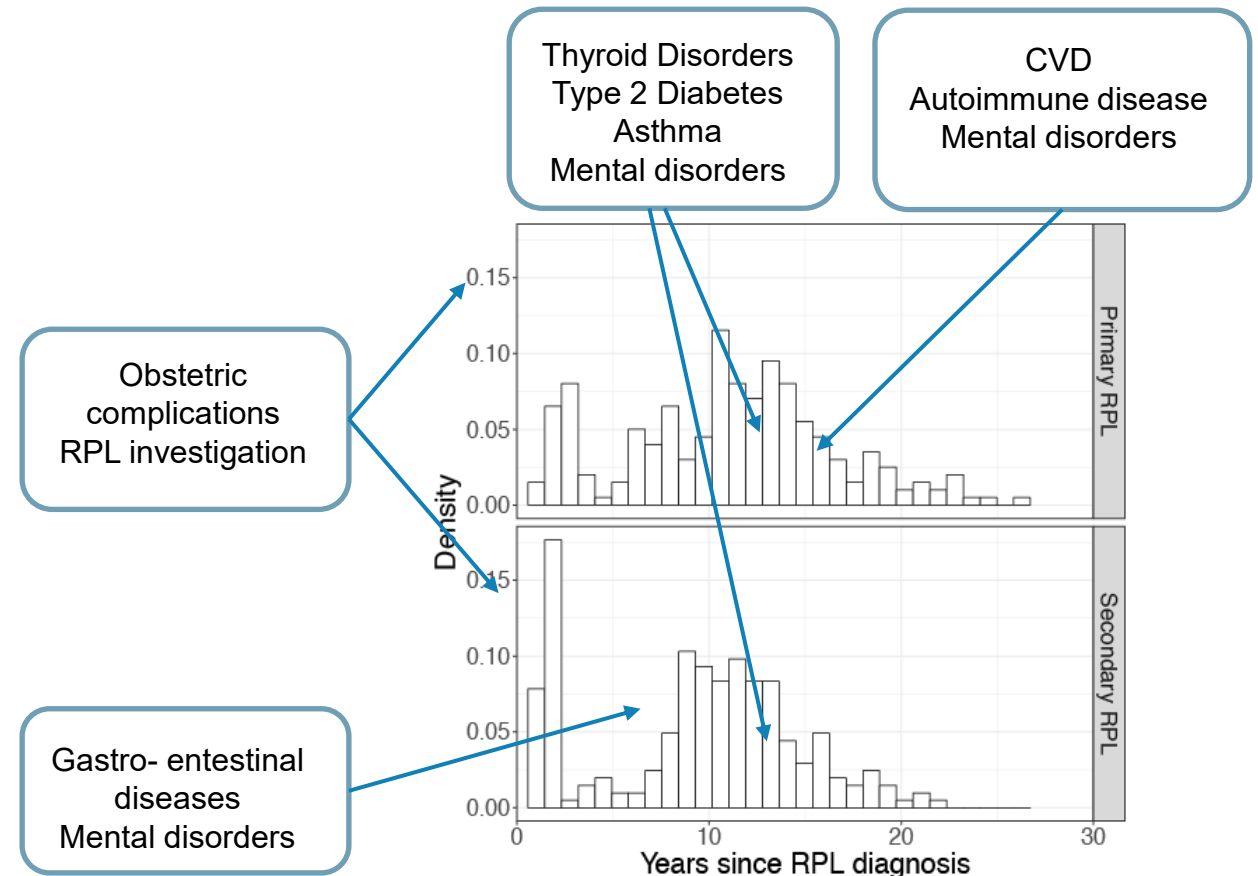 Thyroid Disorders
Type 2 Diabetes
Asthma
Mental disorders
CVD
Autoimmune disease
Mental disorders
Obstetric
complications
RPL investigation
Gastro- entestinal
diseases
Mental disorders
Density
0.15
0.10
0.05
0.00
Primary RPL
0.15
0.10
0.05
0.00
Secondary RPL
0
10
20
30
Years since RPL diagnosis